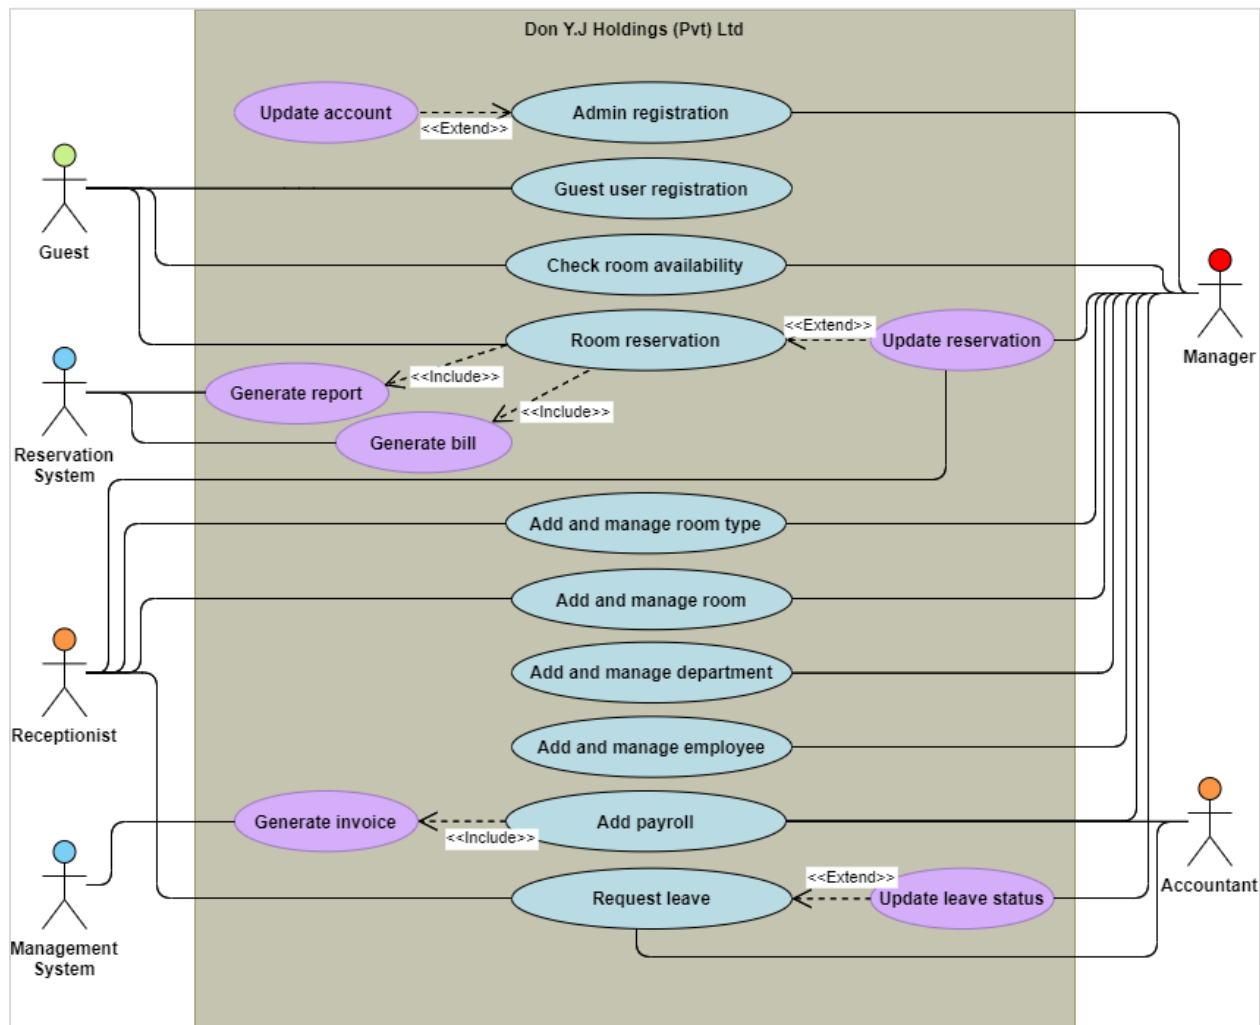 Don Y.J Holdings (Pvt) Ltd
Update account
<<Extend>>
Admin registration
Guest user registration
Guest
Check room availability
Room reservation
<<Extend>>
Update reservation
Manager
<<Include>>
Generate report
<<Include>>
Generate bill
Reservation
System
Add and manage room type
Add and manage room
Add and manage department
Receptionist
Add and manage employee
Generate invoice
<<Include>>
Add payroll
<<Extend>>
Request leave
Update leave status
Accountant
Management
System